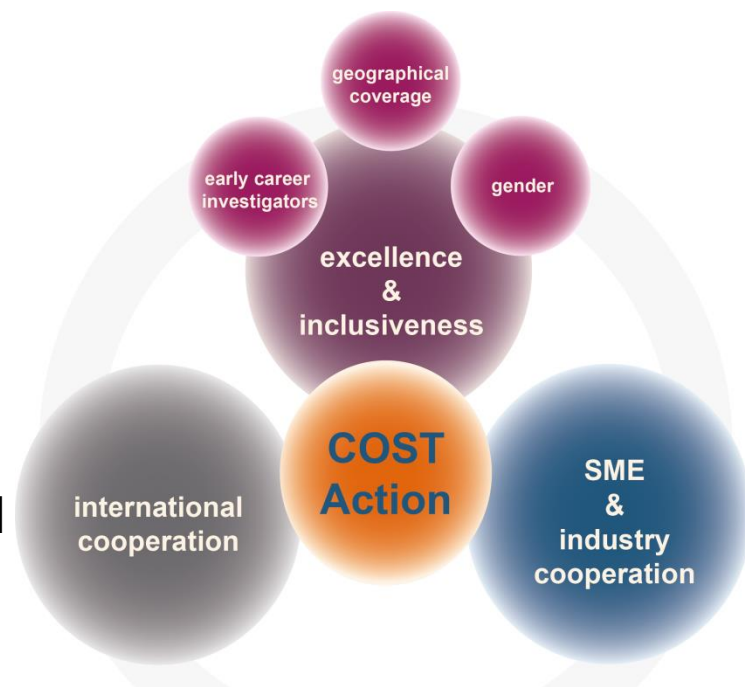 geographical
coverage
early career
investigators
gender
excellence
&
inclusiveness
COST
Action
international
cooperation
SME
&
industry
cooperation